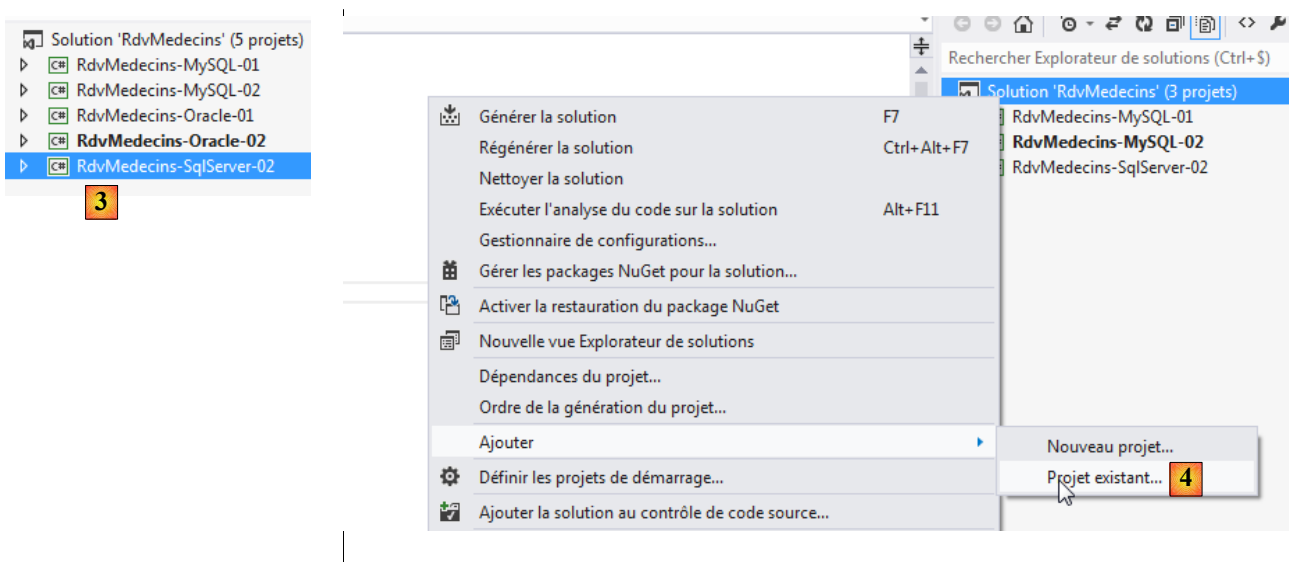 Solution 'RdvMedecins' (5 projets)
RdvMedecins-MySQL-01
RdvMedecins-MySQL-02
RdvMedecins-Oracle-01
RdvMedecins-Oracle-02
RdvMedecins-SqlServer-02
3
Rechercher Explorateur de solutions (Ctrl+$)
Solution 'RdvMedecins' (3 projets)
RdvMedecins-MySQL-01
RdvMedecins-MySQL-02
RdvMedecins-SqlServer-02
Générer la solution F7
Régénérer la solution Ctrl+Alt+F7
Nettoyer la solution
Exécuter l'analyse du code sur la solution Alt+F11
Gestionnaire de configurations...
Gérer les packages NuGet pour la solution...
Activer la restauration du package NuGet
Nouvelle vue Explorateur de solutions
Dépendances du projet...
Ordre de la génération du projet...
Ajouter
Nouveau projet...
Projet existant... 4
Définir les projets de démarrage...
Ajouter la solution au contrôle de code source...